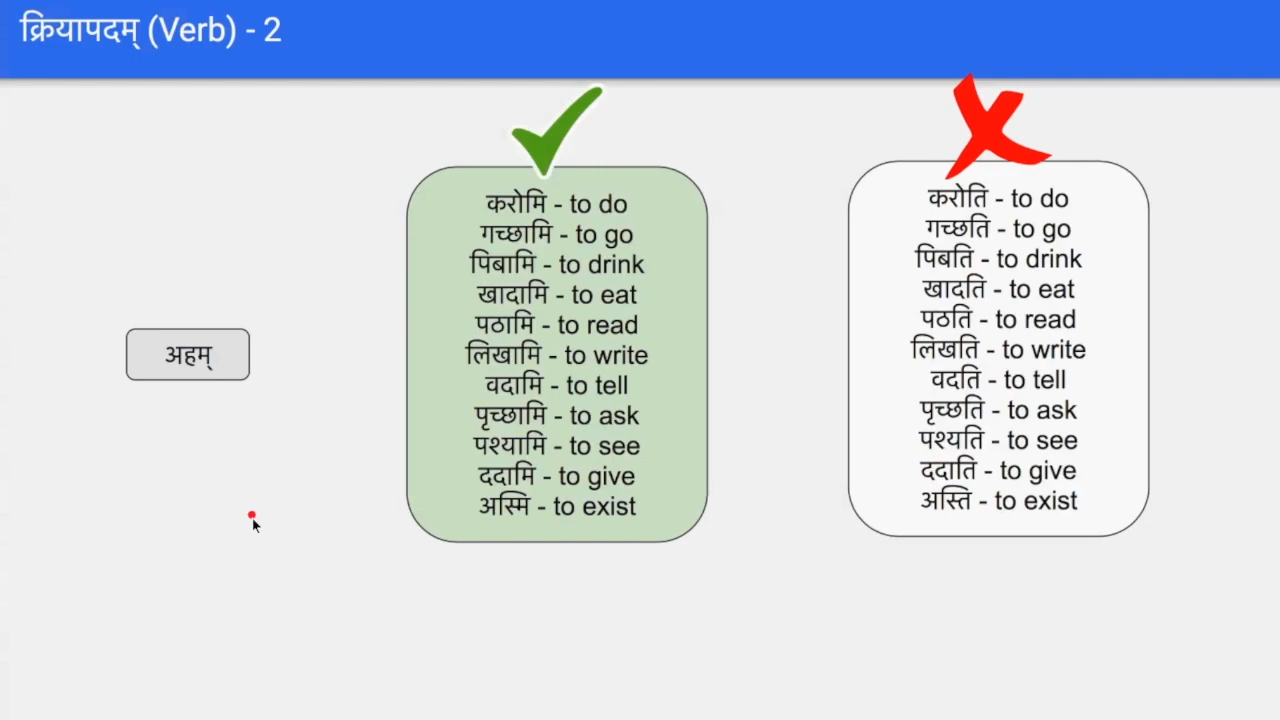 क्रियापदम् (Verb) - 2
अहम्
करोमि - to do
गच्छामि - to go
पिबामि - to drink
खादामि - to eat
पठामि - to read
लिखामि - to write
वदामि - to tell
पृच्छामि - to ask
पश्यामि - to see
ददामि - to give
अस्मि - to exist
करोति - to do
गच्छति - to go
पिबति - to drink
खादति - to eat
पठति - to read
लिखति - to write
वदति - to tell
पृच्छति - to ask
पश्यति - to see
ददाति - to give
अस्ति - to exist